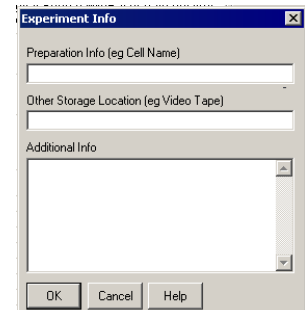 Experiment Info
Preparation Info (eg Cell Name)
Other Storage Location (eg Video Tape)
Additional Info
OK Cancel Help